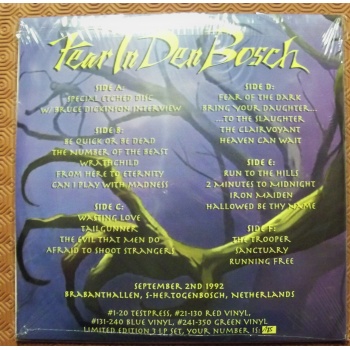 Fear In Den Bosch
SIDE A:
SPECIAL ETCHED DISC
W/BRUCE DICKINSON INTERVIEW
SIDE B:
BE QUICK OR BE DEAD
THE NUMBER OF THE BEAST
WRATHCHILD
FROM HERE TO ETERNITY
CAN I PLAY WITH MADNESS
SIDE C:
WASTING LOVE
TAILGUNNER
THE EVIL THAT MEN DO
AFRAID TO SHOOT STRANGERS
SIDE D:
FEAR OF THE DARK
BRING YOUR DAUGHTER....
...TO THE SLAUGHTER
THE CLAIRVOYANT
HEAVEN CAN WAIT
SIDE E:
RUN TO THE HILLS
2 MINUTES TO MIDNIGHT
IRON MAIDEN
HALLOWED BE THY NAME
SIDE F:
THE TROOPER
SANCTUARY
RUNNING FREE
SEPTEMBER 2ND 1992
BRABANTHALLEN, S-HERTOGENBOSCH, NETHERLANDS
#1-20 TESTPRESS, #21-130 RED VINYL,
#131-240 BLUE VINYL, #241-350 GREEN VINYL
LIMITED EDITION 3 LP SET, YOUR NUMBER IS: